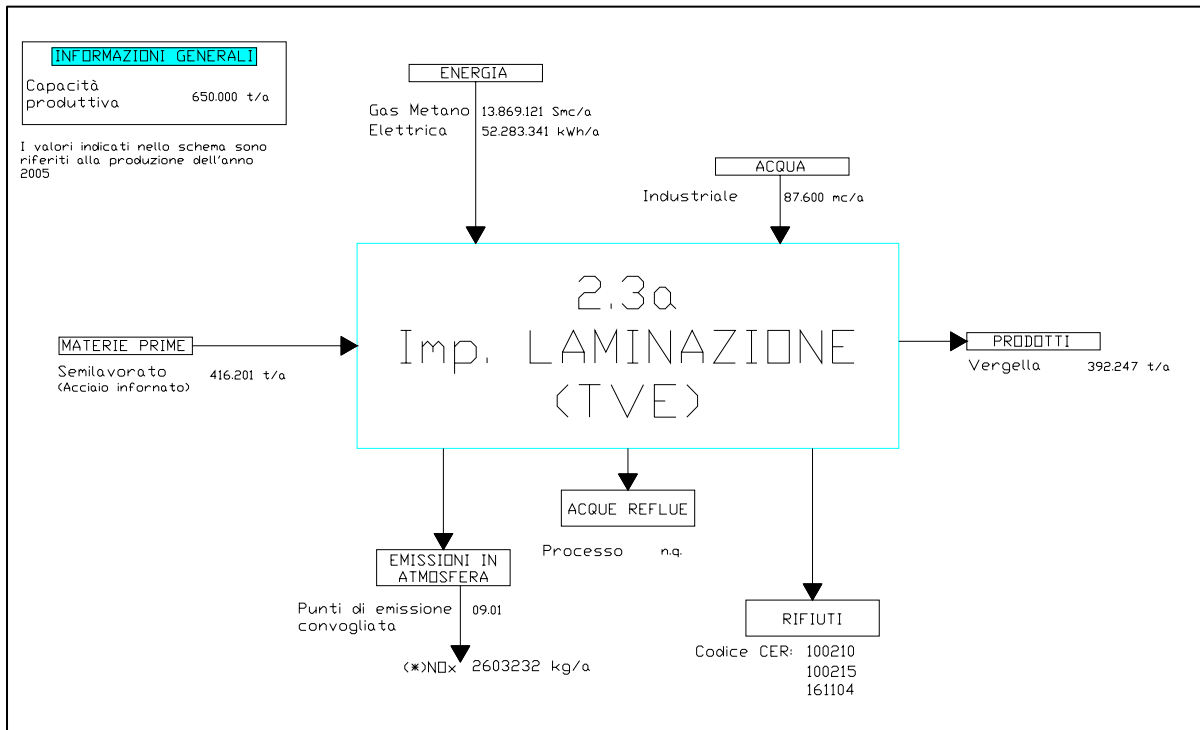 INFORMAZIONI GENERALI
Capacità
produttiva 650.000 t/a
I valori indicati nello schema sono
riferiti alla produzione dell'anno
2005
ENERGIA
Gas Metano 13.869.121 Smc/a
Elettrica 52.283.341 kWh/a
ACQUA
Industriale 87.600 mc/a
2.3a
Imp. LAMINAZIONE
(TVE)
MATERIE PRIME
Semilavorato 416.201 t/a
(Acciaio infornato)
PRODOTTI
Vergella 392.247 t/a
ACQUE REFLUE
Processo n.q.
EMISSIONI IN
ATMOSFERA
Punti di emissione 09.01
convogliata
(*)NOx 2603232 kg/a
RIFIUTI
Codice CER: 100210
100215
161104